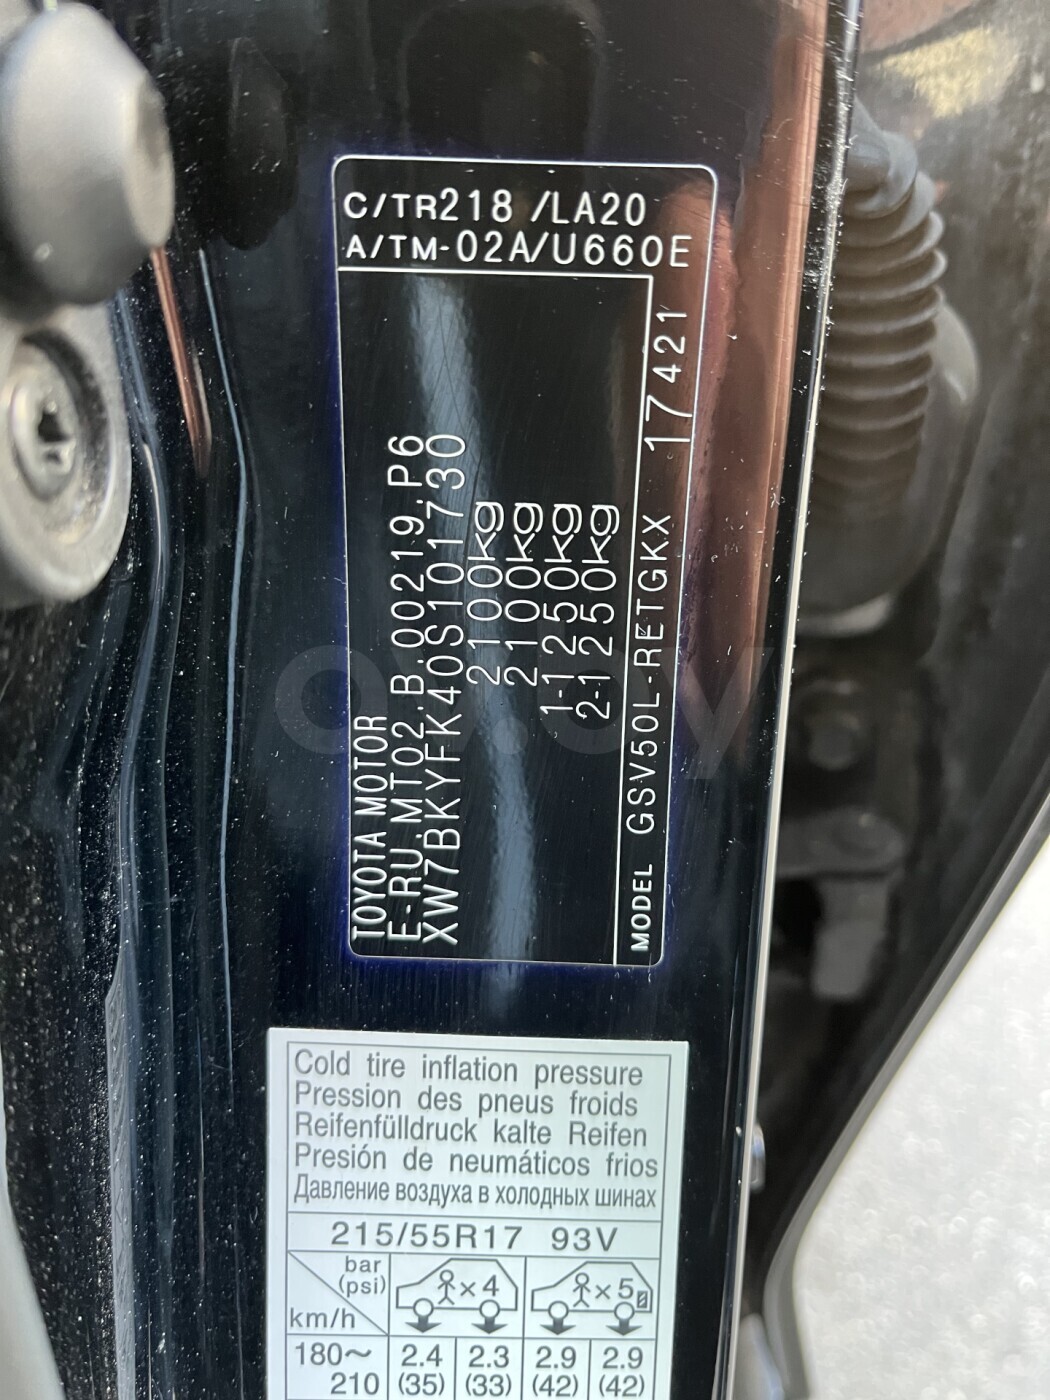 C/TR218 /LA20
A/TM-02A/U660E
TOYOTA MOTOR
E-RU.MT02.B.00219.P6
XW7BKYFK40S101730
2100kg
2100kg
1-1250kg
2-1250kg
MODEL GSV50L-RETGKX 17421
Cold tire inflation pressure
Pression des pneus froids
Reifenfülldruck kalte Reifen
Presión de neumáticos frios
Давление воздуха в холодных шинах
215/55R17 93V
bar
(psi)
km/h
×4
×5
180~ 2.4 2.3 2.9 2.9
210 (35) (33) (42) (42)